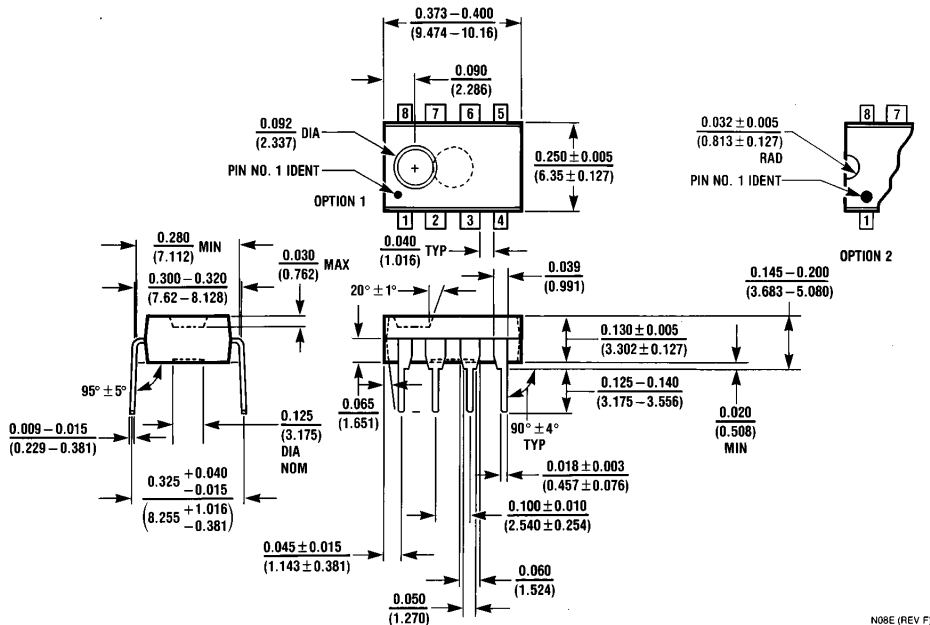 0.373–0.400
(9.474–10.16)
0.090
(2.286)
8 7 6 5
0.092 DIA
(2.337)
PIN NO. 1 IDENT
OPTION 1
1 2 3 4
0.250 ± 0.005
(6.35 ± 0.127)
8 7
0.032 ± 0.005
(0.813 ± 0.127)
RAD
PIN NO. 1 IDENT
1
OPTION 2
0.280 MIN
(7.112)
0.300–0.320
(7.62–8.128)
0.030 MAX
(0.762)
0.040 TYP
(1.016)
0.039
(0.991)
20° ± 1°
0.145–0.200
(3.683–5.080)
0.130 ± 0.005
(3.302 ± 0.127)
0.125–0.140
(3.175–3.556)
0.020
(0.508)
MIN
95° ± 5°
0.009–0.015
(0.229–0.381)
0.125
(3.175)
DIA
NOM
0.065
(1.651)
90° ± 4°
TYP
0.018 ± 0.003
(0.457 ± 0.076)
0.325 +0.040
−0.015
(8.255 +1.016
−0.381)
0.100 ± 0.010
(2.540 ± 0.254)
0.045 ± 0.015
(1.143 ± 0.381)
0.060
(1.524)
0.050
(1.270)
N08E (REV F)